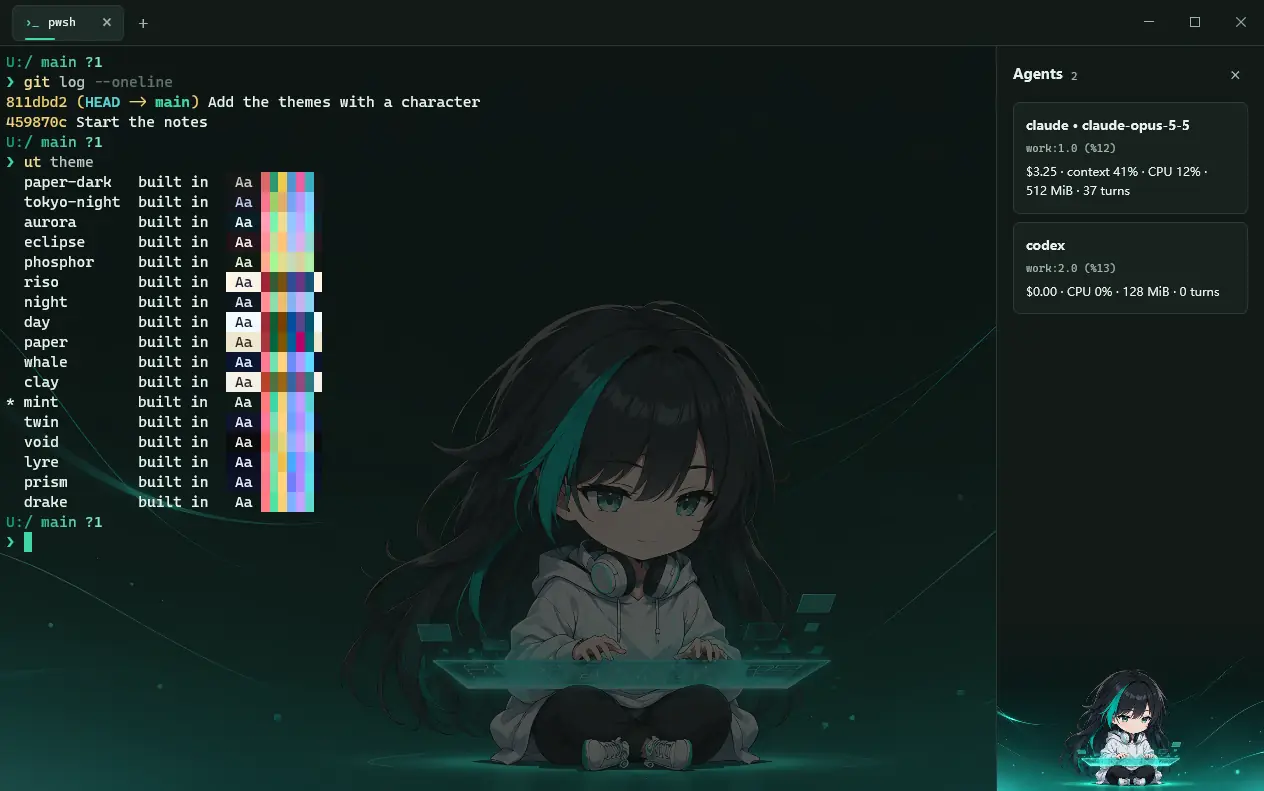 >_ pwsh × +
U:/ main ?1
❯ git log --oneline
811dbd2 (HEAD -> main) Add the themes with a character
459870c Start the notes
U:/ main ?1
❯ ut theme
paper-dark built in Aa
tokyo-night built in Aa
aurora built in Aa
eclipse built in Aa
phosphor built in Aa
riso built in Aa
night built in Aa
day built in Aa
paper built in Aa
whale built in Aa
clay built in Aa
* mint built in Aa
twin built in Aa
void built in Aa
lyre built in Aa
prism built in Aa
drake built in Aa
U:/ main ?1
❯
Agents 2 ×
claude • claude-opus-5-5
work:1.0 (%12)
$3.25 · context 41% · CPU 12% ·
512 MiB · 37 turns
codex
work:2.0 (%13)
$0.00 · CPU 0% · 128 MiB · 0 turns